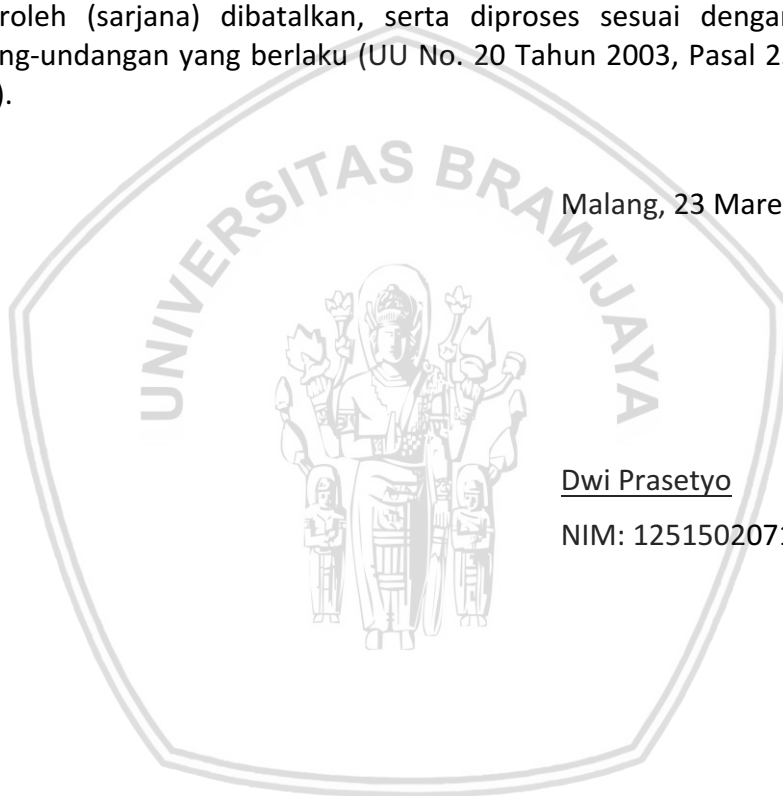 roleh (sarjana) dibatalkan, serta diproses sesuai dengan
ng-undangan yang berlaku (UU No. 20 Tahun 2003, Pasal 2
).
UNIVERSITAS BRAWIJAYA
Malang, 23 Mare
Dwi Prasetyo
NIM: 1251502071